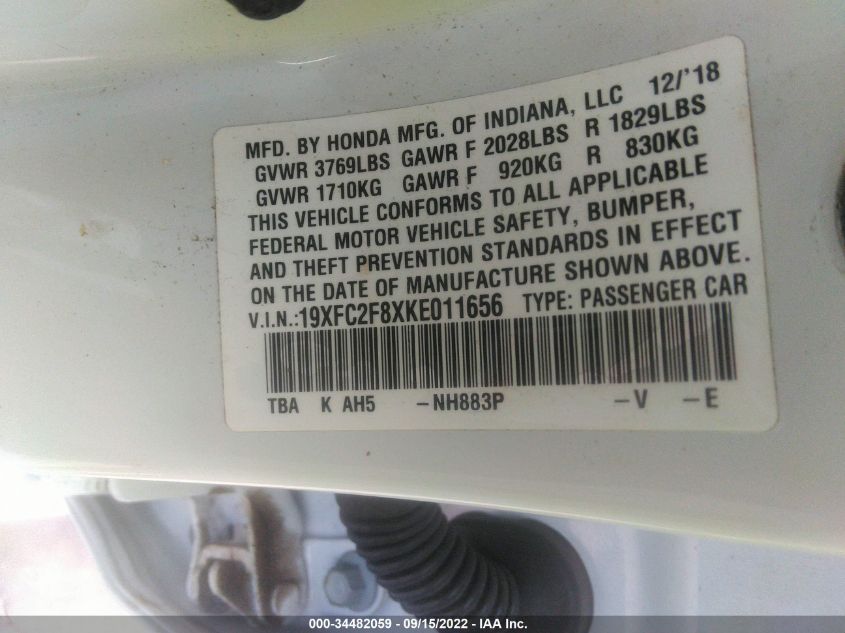 MFD. BY HONDA MFG. OF INDIANA, LLC 12/'18
GVWR 3769LBS GAWR F 2028LBS R 1829LBS
GVWR 1710KG GAWR F 920KG R 830KG
THIS VEHICLE CONFORMS TO ALL APPLICABLE
FEDERAL MOTOR VEHICLE SAFETY, BUMPER,
AND THEFT PREVENTION STANDARDS IN EFFECT
ON THE DATE OF MANUFACTURE SHOWN ABOVE.
V.I.N.:19XFC2F8XKE011656 TYPE: PASSENGER CAR
TBA K AH5 -NH883P -V -E
000-34482059 - 09/15/2022 - IAA Inc.